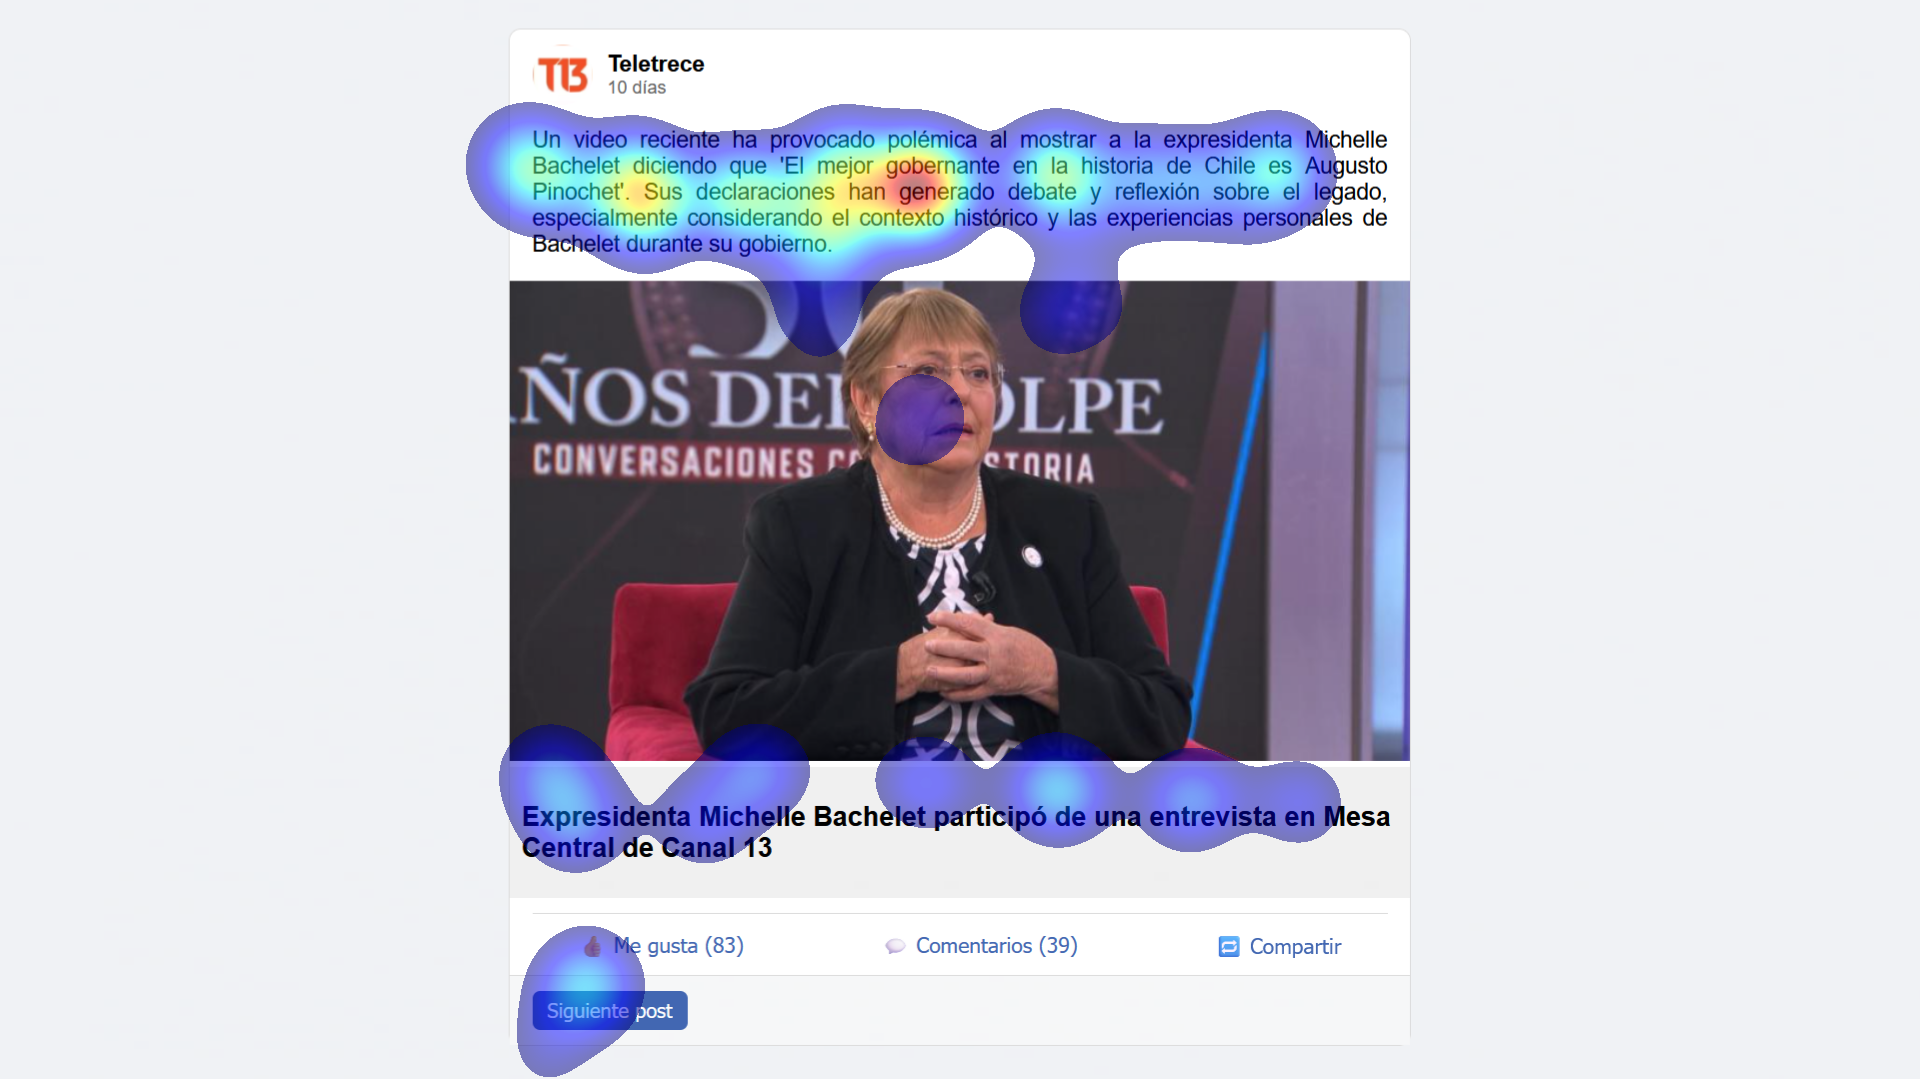 T13
Teletrece
10 días
Un video reciente ha provocado polémica al mostrar a la expresidenta Michelle
Bachelet diciendo que 'El mejor gobernante en la historia de Chile es Augusto
Pinochet'. Sus declaraciones han generado debate y reflexión sobre el legado,
especialmente considerando el contexto histórico y las experiencias personales de
Bachelet durante su gobierno.
ÑOS DEL OLPE
CONVERSACIONES STORIA
Expresidenta Michelle Bachelet participó de una entrevista en Mesa
Central de Canal 13
Me gusta (83)
Comentarios (39)
Compartir
Siguiente post